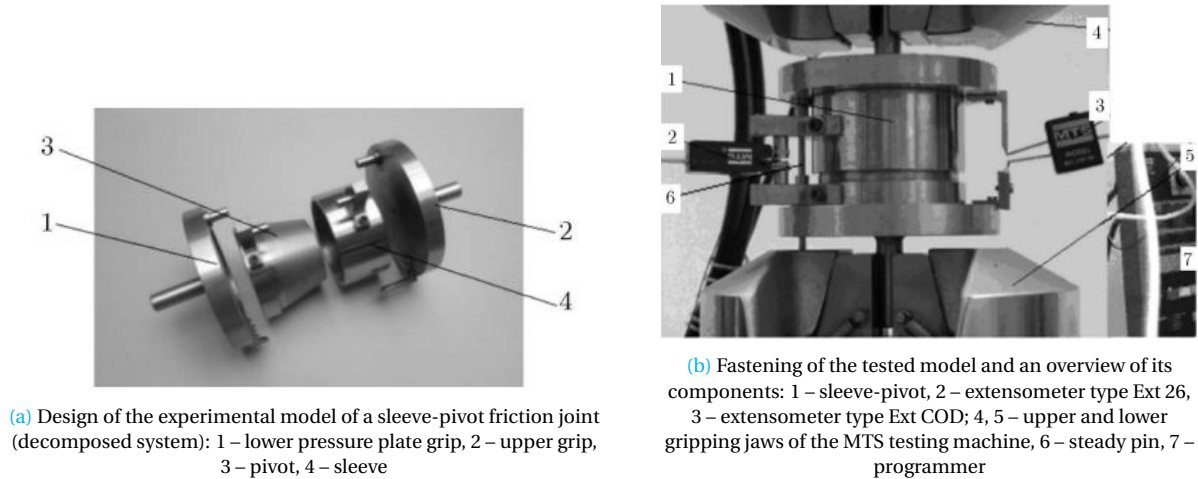 3
1
2
4
(a) Design of the experimental model of a sleeve-pivot friction joint
(decomposed system): 1 – lower pressure plate grip, 2 – upper grip,
3 – pivot, 4 – sleeve
4
1
3
2
MTS
MODEL
5
6
7
(b) Fastening of the tested model and an overview of its
components: 1 – sleeve-pivot, 2 – extensometer type Ext 26,
3 – extensometer type Ext COD; 4, 5 – upper and lower
gripping jaws of the MTS testing machine, 6 – steady pin, 7 –
programmer